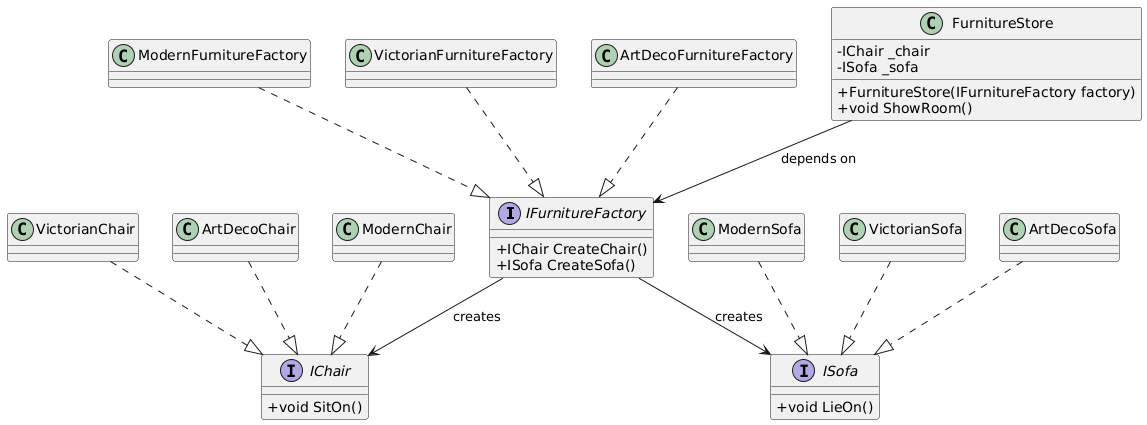 C FurnitureStore
-IChair _chair
-ISofa _sofa
+FurnitureStore(IFurnitureFactory factory)
+void ShowRoom()
C ModernFurnitureFactory
C VictorianFurnitureFactory
C ArtDecoFurnitureFactory
depends on
C VictorianChair
C ArtDecoChair
C ModernChair
I IFurnitureFactory
+IChair CreateChair()
+ISofa CreateSofa()
C ModernSofa
C VictorianSofa
C ArtDecoSofa
creates
creates
I IChair
+void SitOn()
I ISofa
+void LieOn()